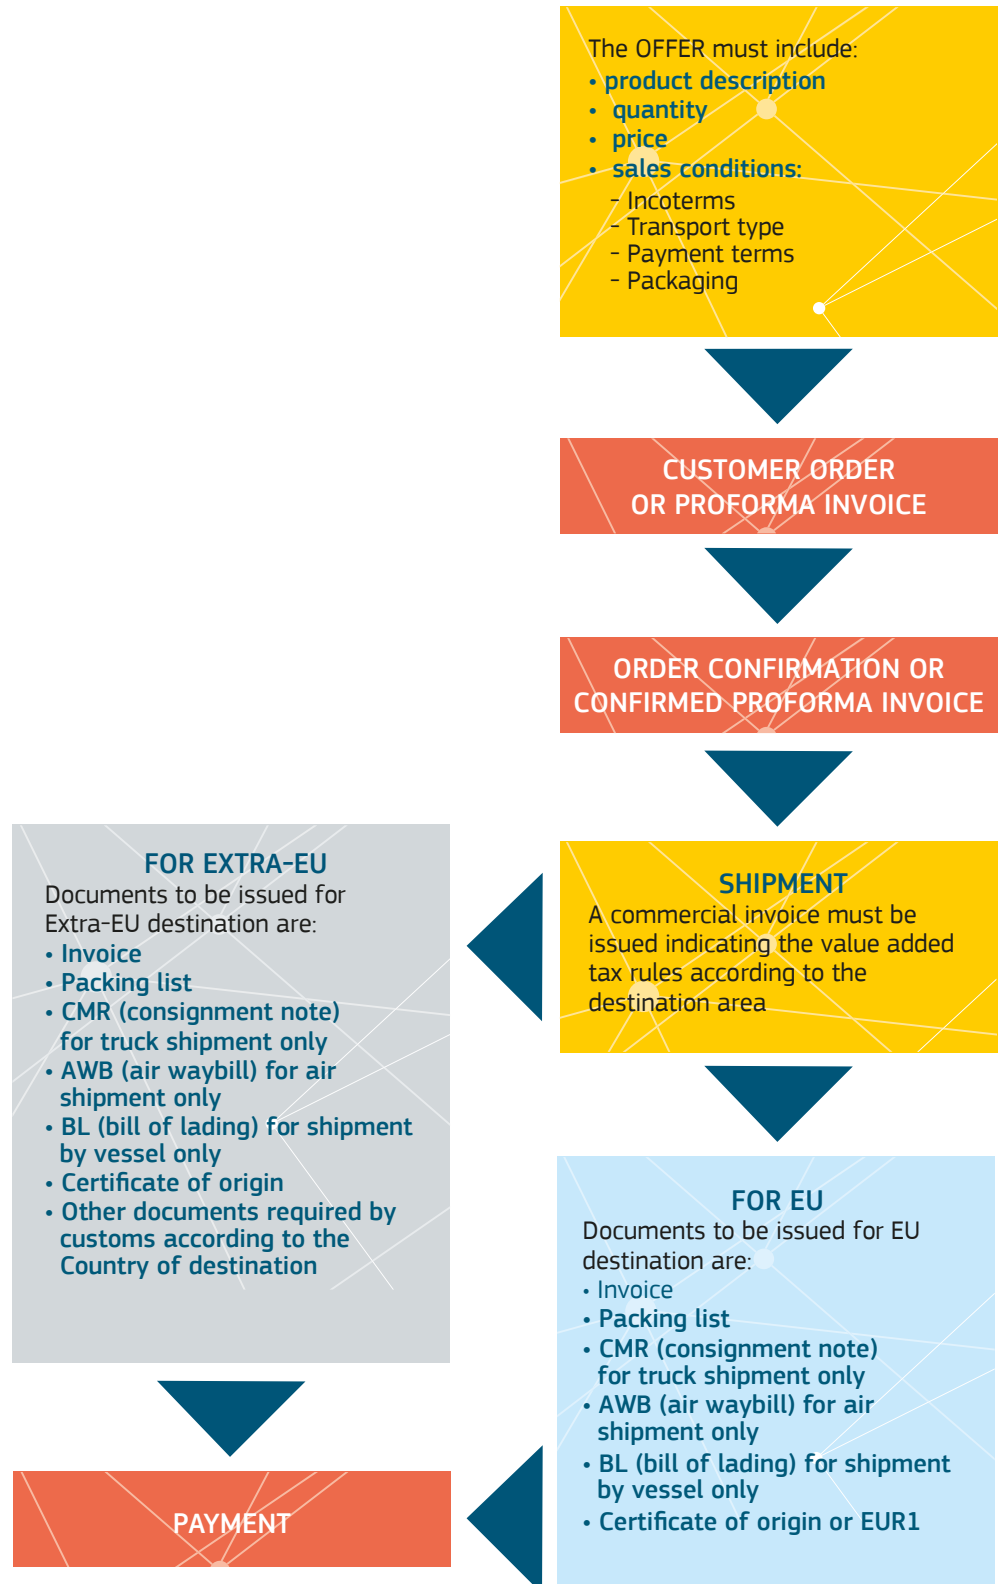 The OFFER must include:
• product description
• quantity
• price
• sales conditions:
- Incoterms
- Transport type
- Payment terms
- Packaging
CUSTOMER ORDER
OR PROFORMA INVOICE
ORDER CONFIRMATION OR
CONFIRMED PROFORMA INVOICE
SHIPMENT
A commercial invoice must be
issued indicating the value added
tax rules according to the
destination area
FOR EXTRA-EU
Documents to be issued for
Extra-EU destination are:
• Invoice
• Packing list
• CMR (consignment note)
for truck shipment only
• AWB (air waybill) for air
shipment only
• BL (bill of lading) for shipment
by vessel only
• Certificate of origin
• Other documents required by
customs according to the
Country of destination
FOR EU
Documents to be issued for EU
destination are:
• Invoice
• Packing list
• CMR (consignment note)
for truck shipment only
• AWB (air waybill) for air
shipment only
• BL (bill of lading) for shipment
by vessel only
• Certificate of origin or EUR1
PAYMENT